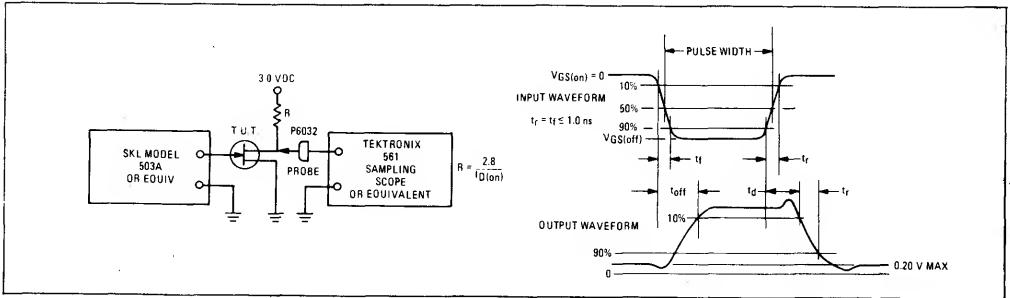 3 0 VDC
R
T U.T.
P6032
PROBE
SKL MODEL
503A
OR EQUIV
TEKTRONIX
561
SAMPLING
SCOPE
OR EQUIVALENT
R = 2.8
ID(on)
PULSE WIDTH
VGS(on) = 0
10%
INPUT WAVEFORM
50%
tr = tf ≤ 1.0 ns
90%
VGS(off)
tf
tr
toff
td
tr
10%
OUTPUT WAVEFORM
90%
0.20 V MAX
0